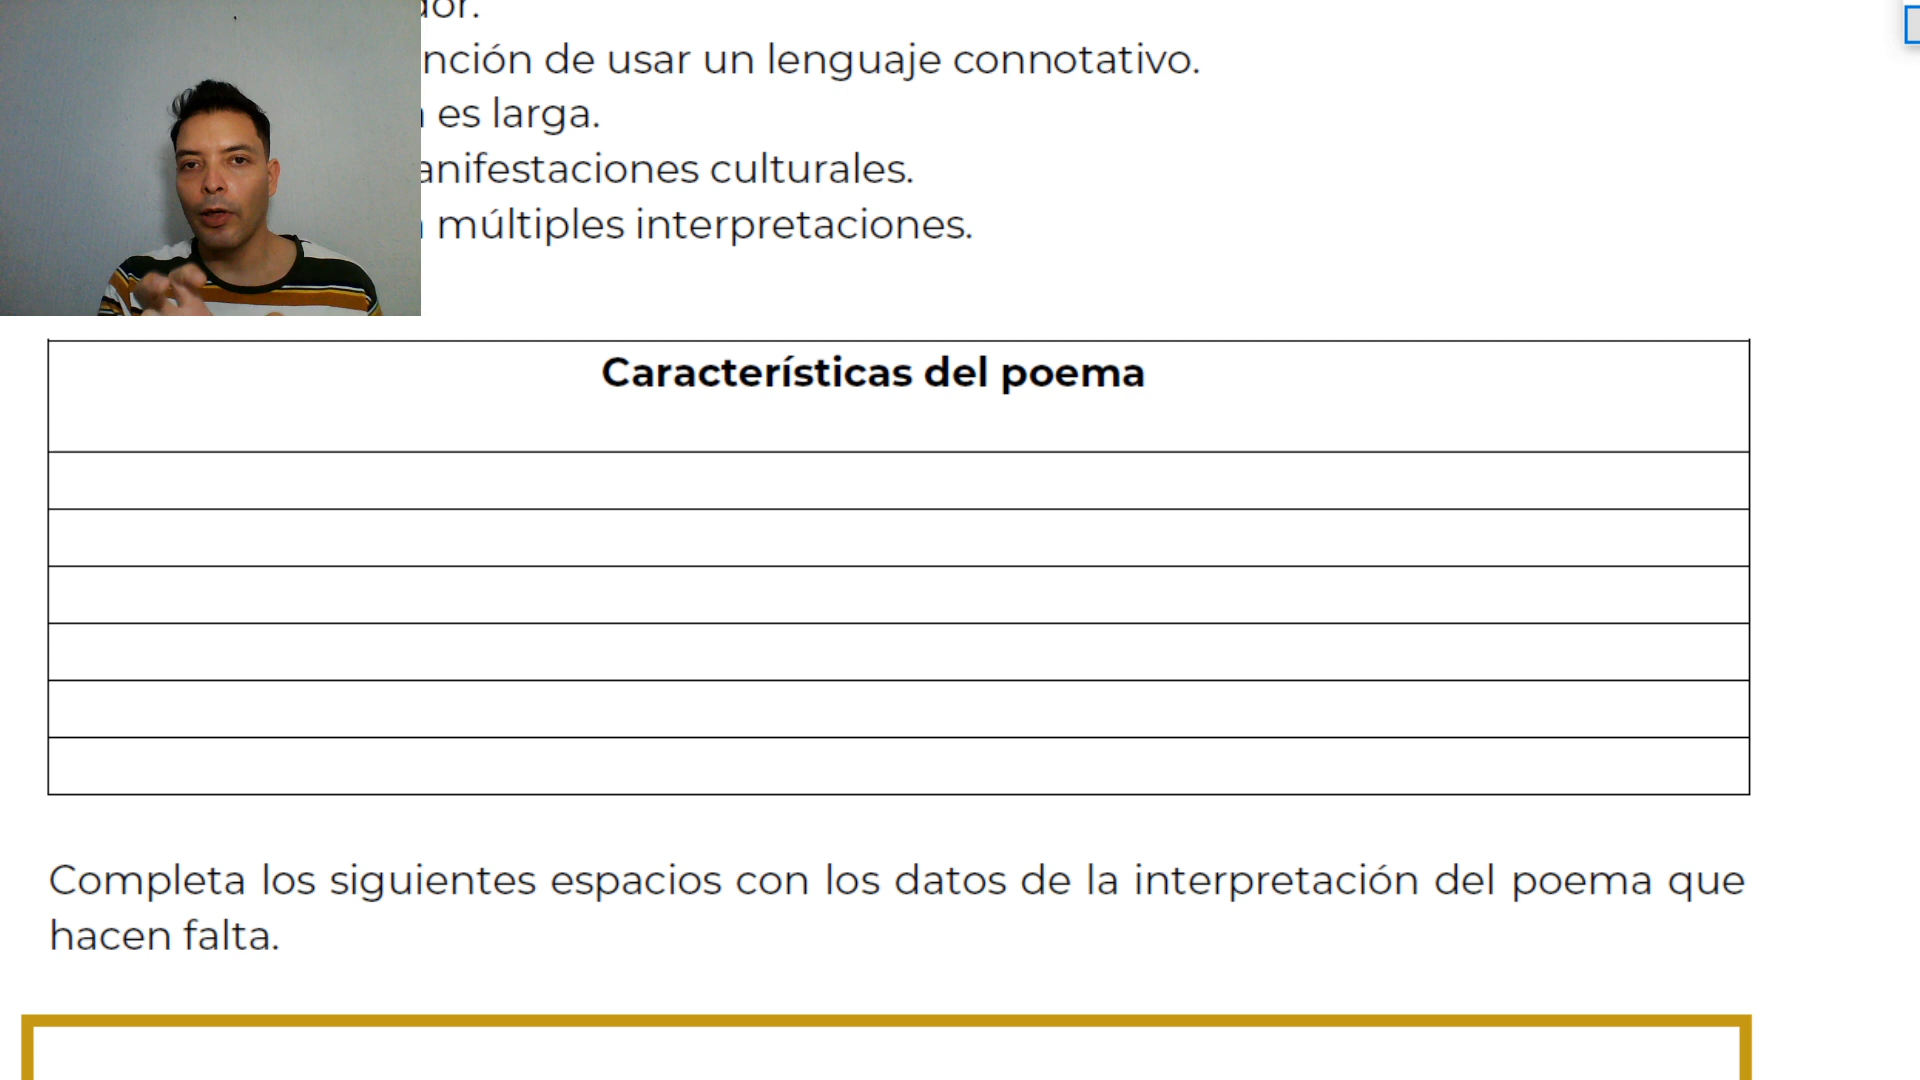 nción de usar un lenguaje connotativo.
es larga.
anifestaciones culturales.
múltiples interpretaciones.
Características del poema
Completa los siguientes espacios con los datos de la interpretación del poema que
hacen falta.